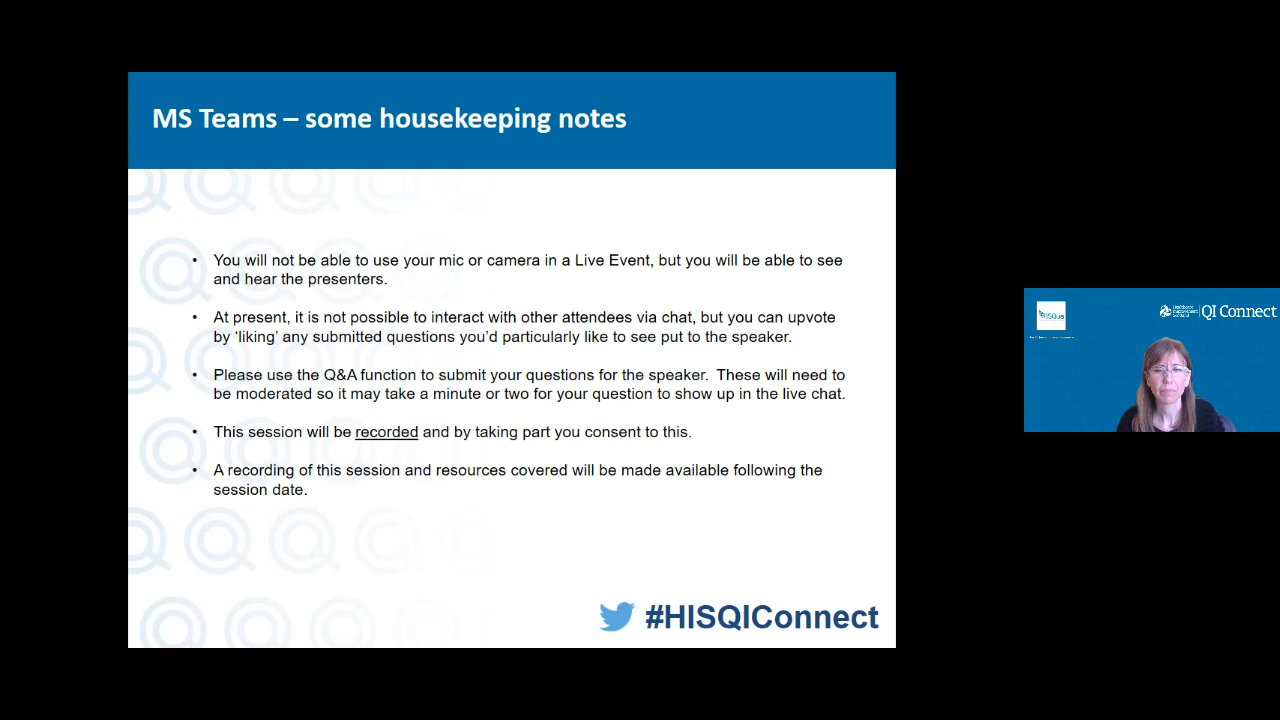 MS Teams – some housekeeping notes
• You will not be able to use your mic or camera in a Live Event, but you will be able to see
and hear the presenters.
• At present, it is not possible to interact with other attendees via chat, but you can upvote
by ‘liking’ any submitted questions you’d particularly like to see put to the speaker.
• Please use the Q&A function to submit your questions for the speaker.  These will need to
be moderated so it may take a minute or two for your question to show up in the live chat.
• This session will be recorded and by taking part you consent to this.
• A recording of this session and resources covered will be made available following the
session date.
#HISQIConnect
ISQua
Healthcare
Improvement
Scotland
QI Connect